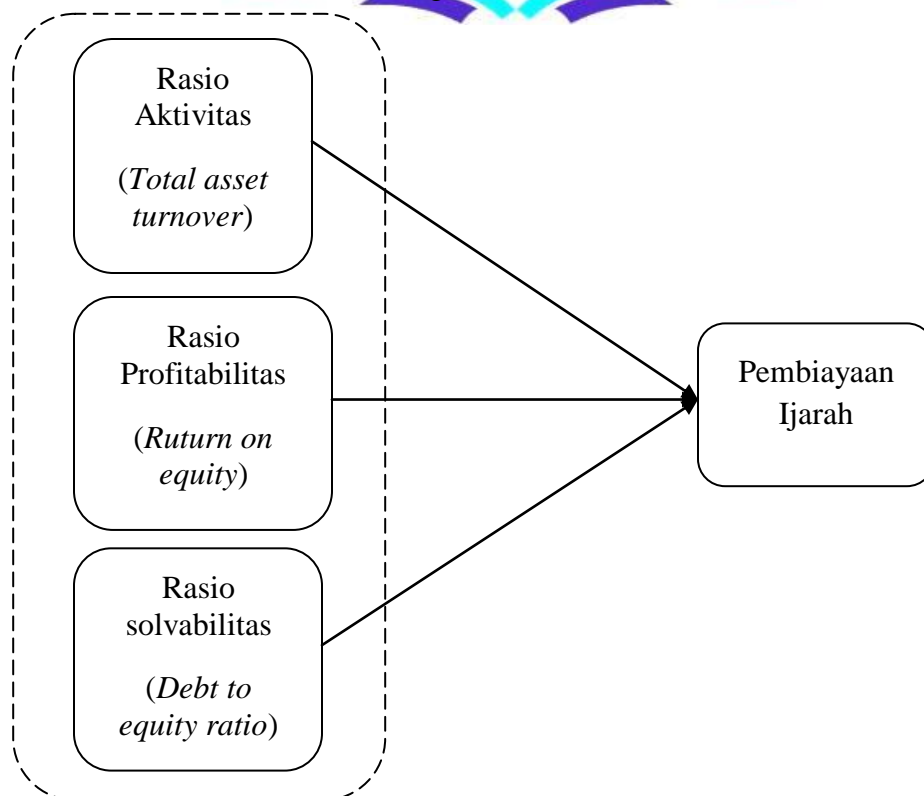 Rasio
Aktivitas
(Total asset
turnover)
Rasio
Profitabilitas
(Ruturn on
equity)
Rasio
solvabilitas
(Debt to
equity ratio)
Pembiayaan
Ijarah